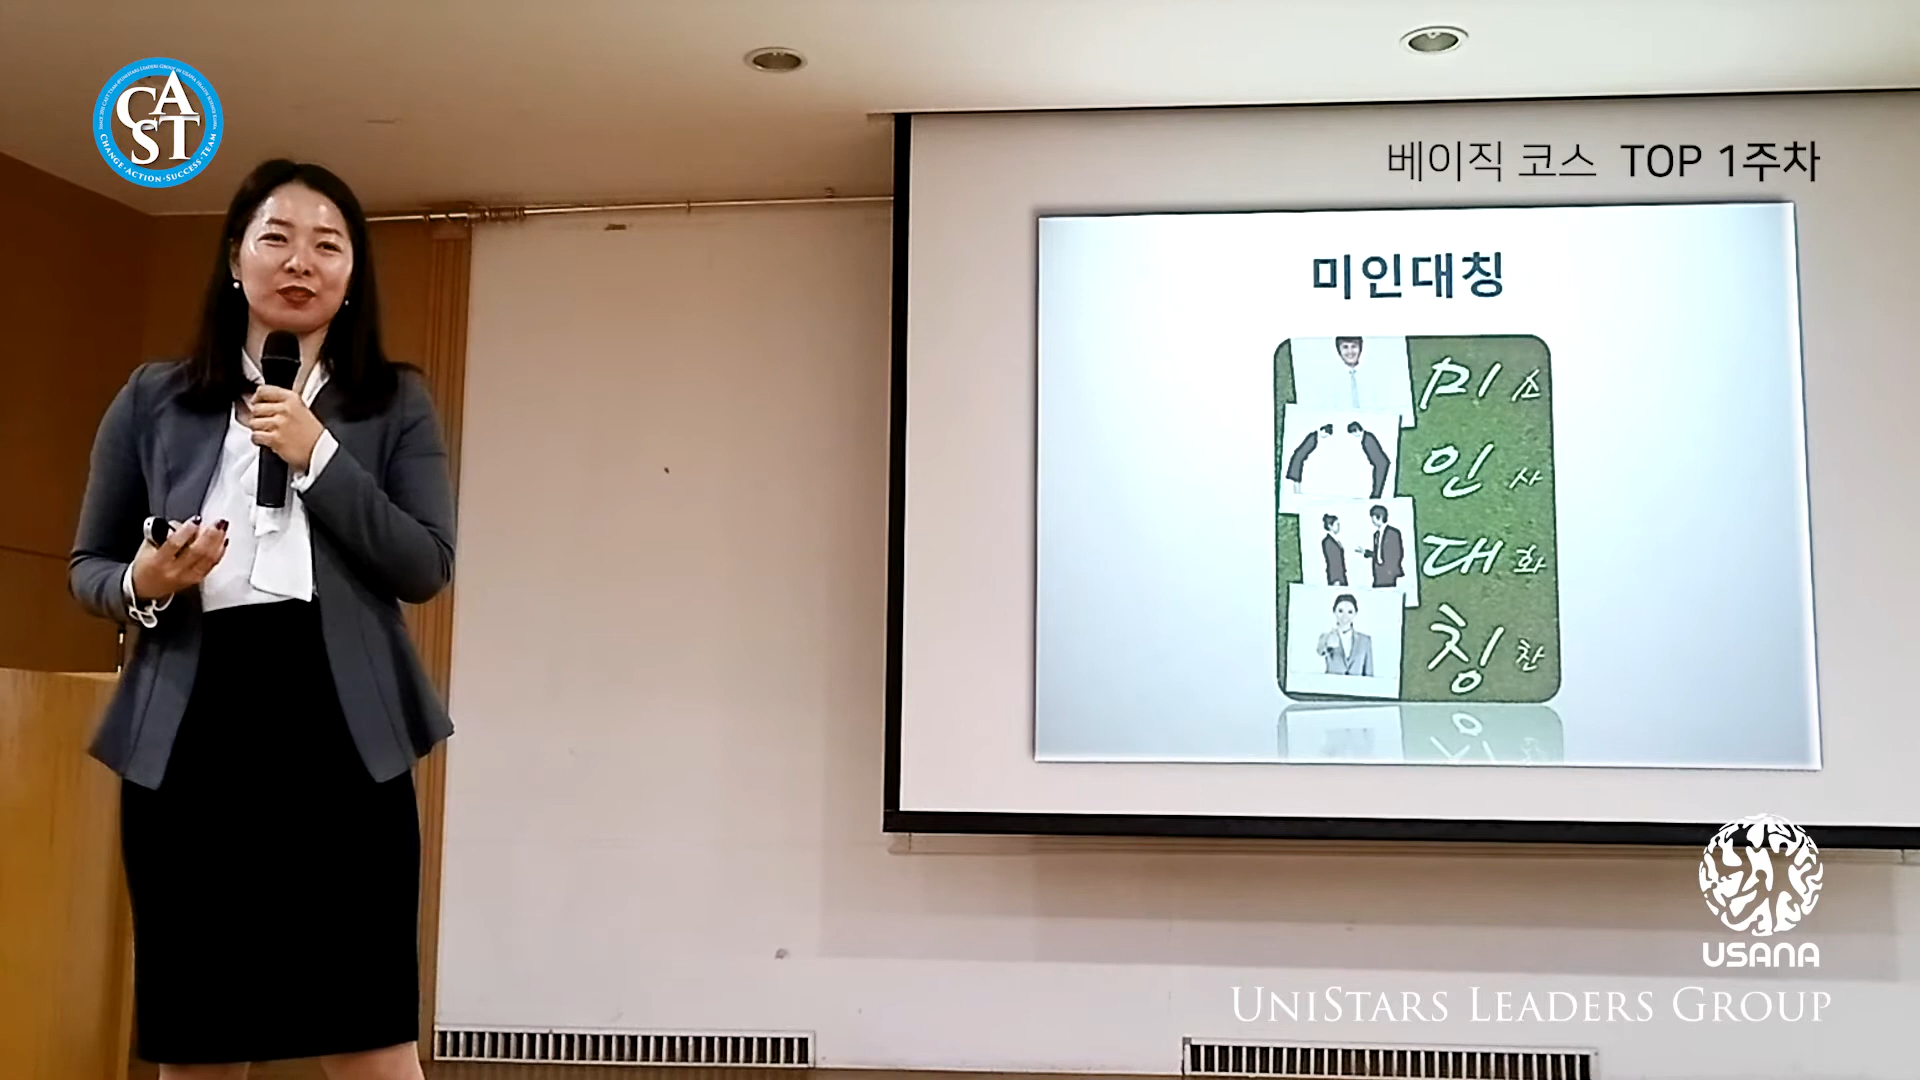 CAST
CHANGE·ACTION·SUCCESS·TEAM
베이직 코스 TOP 1주차
미인대칭
미소
인사
대화
칭찬
USANA
UNISTARS LEADERS GROUP